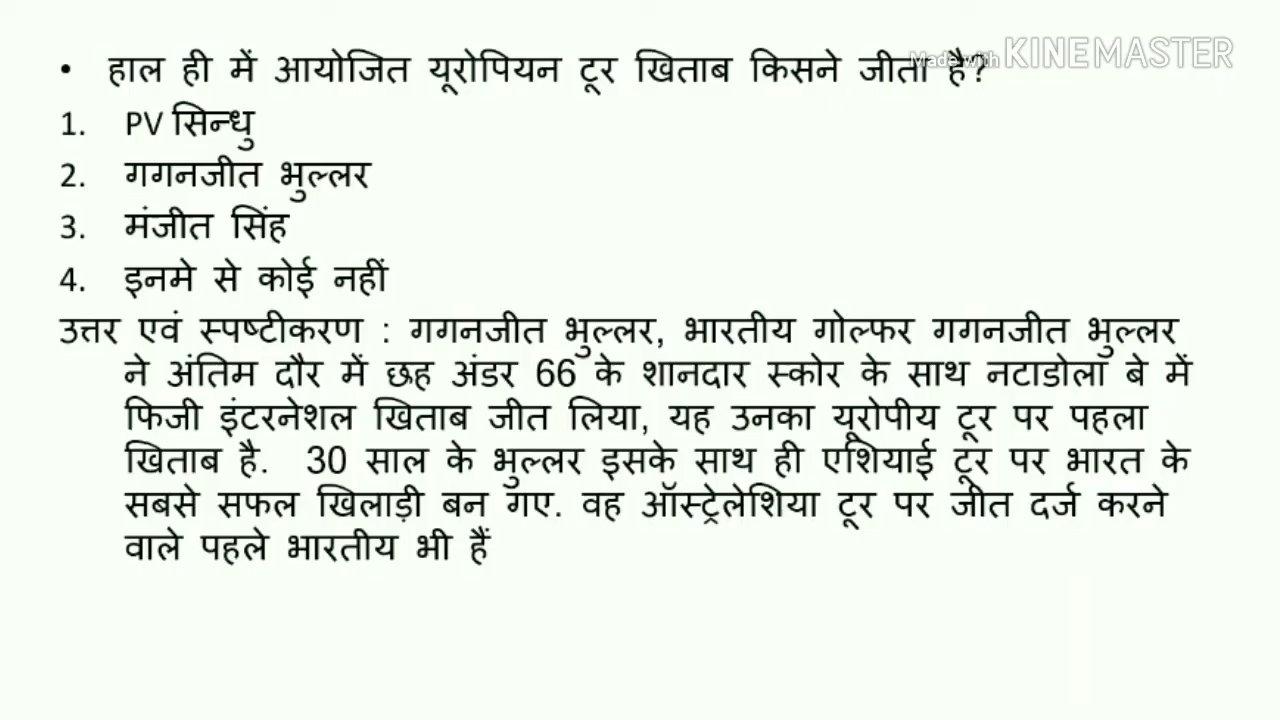 • हाल ही में आयोजित यूरोपियन टूर खिताब किसने जीता है?
Made with KINEMASTER
1. PV सिन्धु
2. गगनजीत भुल्लर
3. मंजीत सिंह
4. इनमे से कोई नहीं
उत्तर एवं स्पष्टीकरण : गगनजीत भुल्लर, भारतीय गोल्फर गगनजीत भुल्लर
ने अंतिम दौर में छह अंडर 66 के शानदार स्कोर के साथ नटाडोला बे में
फिजी इंटरनेशल खिताब जीत लिया, यह उनका यूरोपीय टूर पर पहला
खिताब है. 30 साल के भुल्लर इसके साथ ही एशियाई टूर पर भारत के
सबसे सफल खिलाड़ी बन गए. वह ऑस्ट्रेलेशिया टूर पर जीत दर्ज करने
वाले पहले भारतीय भी हैं